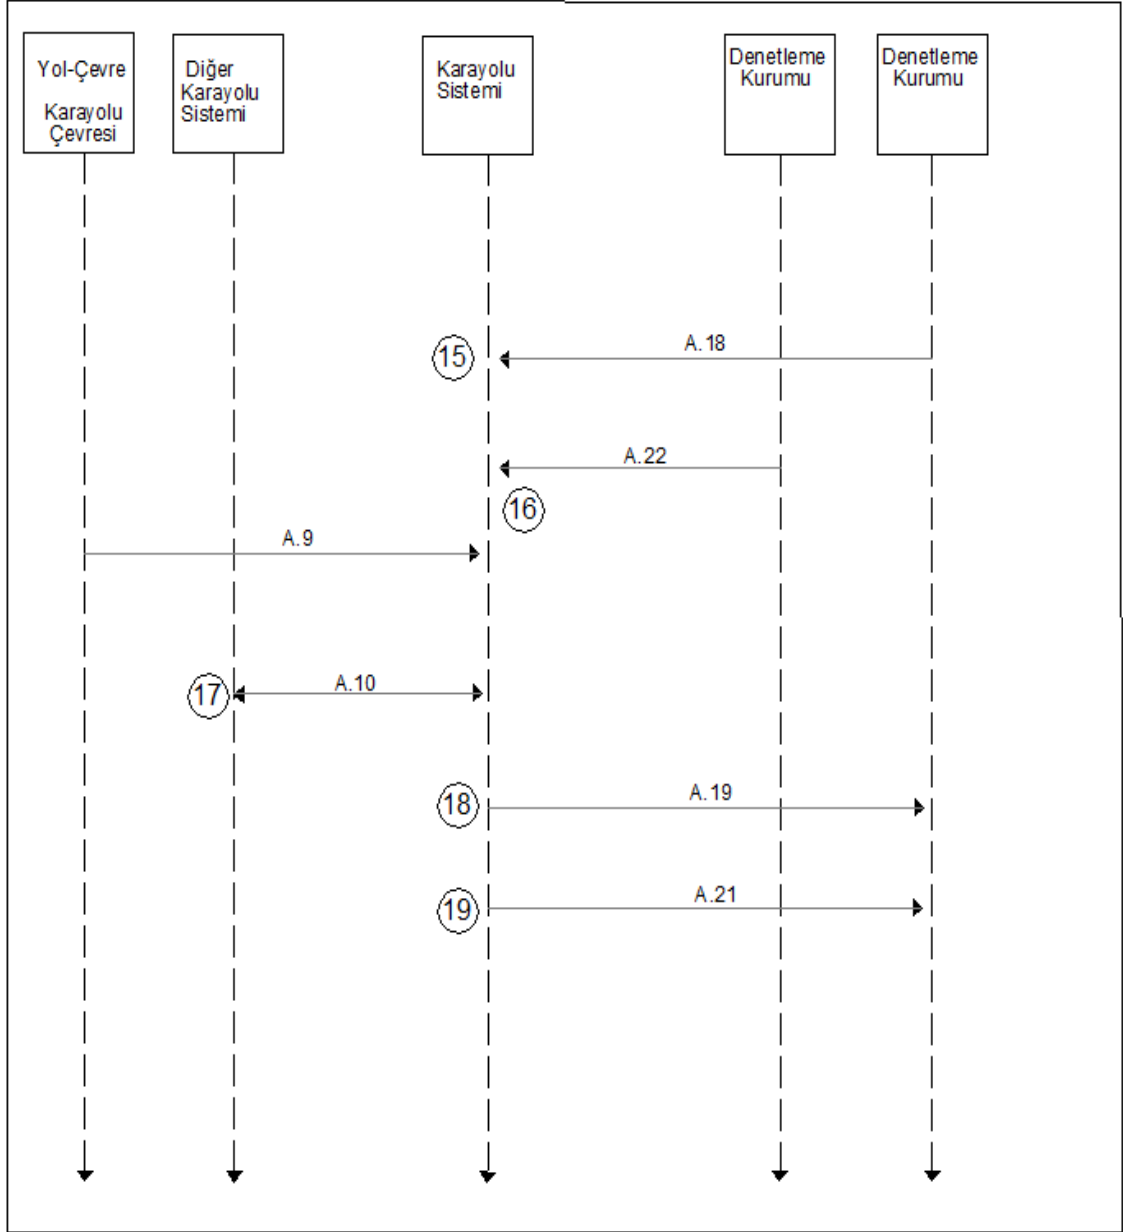 Yol-Çevre
Karayolu
Çevresi
Diğer
Karayolu
Sistemi
Karayolu
Sistemi
Denetleme
Kurumu
Denetleme
Kurumu
15
A.18
A.22
16
A.9
17
A.10
18
A.19
19
A.21